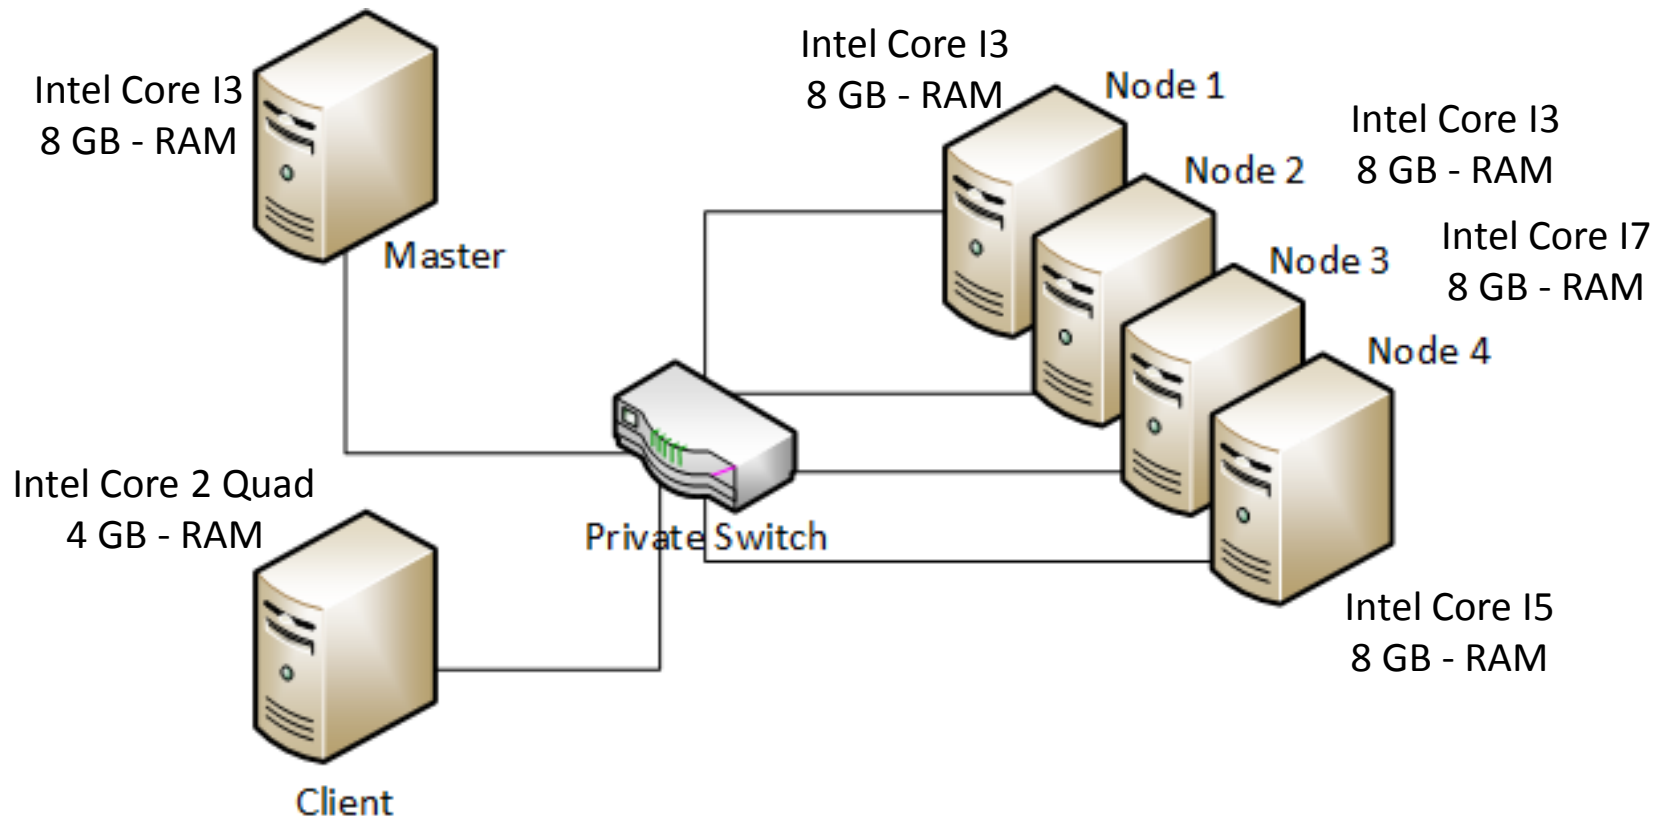 Intel Core I3
8 GB - RAM
Master
Intel Core I3
8 GB - RAM
Node 1
Intel Core I3
8 GB - RAM
Node 2
Intel Core I7
8 GB - RAM
Node 3
Node 4
Intel Core I5
8 GB - RAM
Private Switch
Intel Core 2 Quad
4 GB - RAM
Client